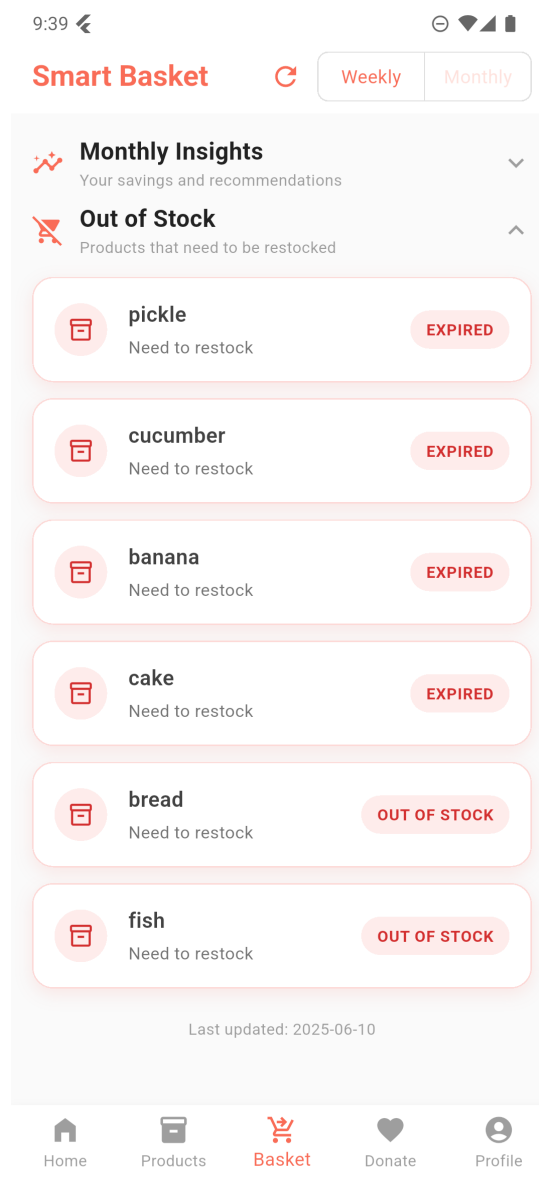 9:39
Smart Basket
Weekly
Monthly
Monthly Insights
Your savings and recommendations
Out of Stock
Products that need to be restocked
pickle
Need to restock
EXPIRED
cucumber
Need to restock
EXPIRED
banana
Need to restock
EXPIRED
cake
Need to restock
EXPIRED
bread
Need to restock
OUT OF STOCK
fish
Need to restock
OUT OF STOCK
Last updated: 2025-06-10
Home
Products
Basket
Donate
Profile